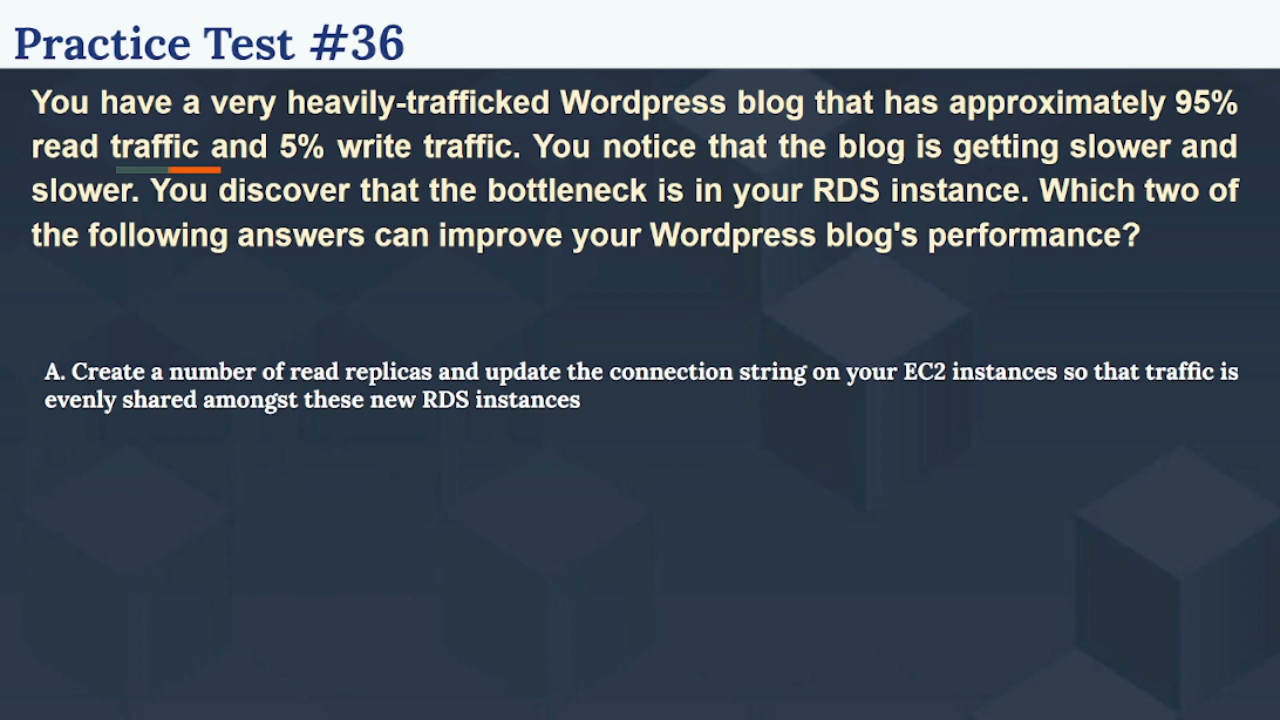 Practice Test #36
You have a very heavily-trafficked Wordpress blog that has approximately 95%
read traffic and 5% write traffic. You notice that the blog is getting slower and
slower. You discover that the bottleneck is in your RDS instance. Which two of
the following answers can improve your Wordpress blog's performance?
A. Create a number of read replicas and update the connection string on your EC2 instances so that traffic is
evenly shared amongst these new RDS instances